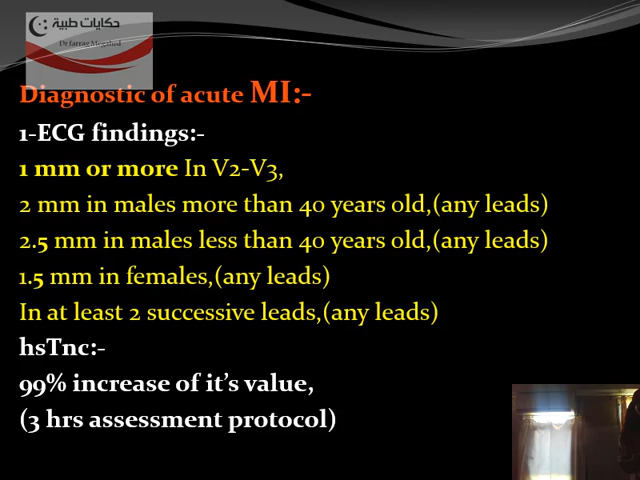 حكايات طبية
Dr farrag Megahed
Diagnostic of acute MI:-
1-ECG findings:-
1 mm or more In V2-V3,
2 mm in males more than 40 years old,(any leads)
2.5 mm in males less than 40 years old,(any leads)
1.5 mm in females,(any leads)
In at least 2 successive leads,(any leads)
hsTnc:-
99% increase of it's value,
(3 hrs assessment protocol)